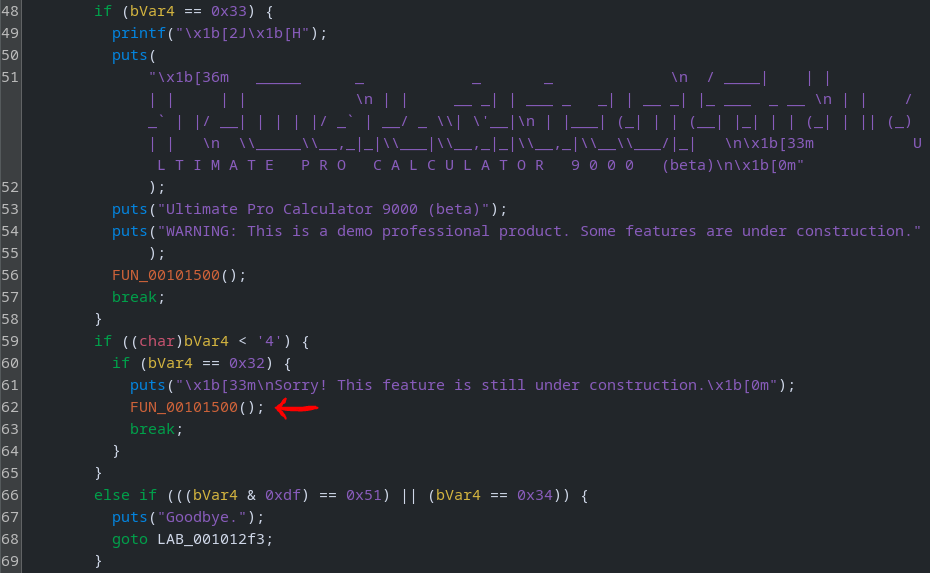 48 if (bVar4 == 0x33) {
49 printf("\x1b[2J\x1b[H");
50 puts(
51 "\x1b[36m   _____      _            _       _             \n  / ____|    | |
| |     | |            \n | |     __ _| | ___ _   _| | __ _| |_ ___  _ __ \n | |    /
_` | |/ __| | | | |/ _` | __/ _ \\| \'__|\n | |___| (_| | | (__| |_| | | (_| | || (_)
| |   \n  \\_____\\__,_|_|\\___|\\__,_|_|\\__,_|\\__\\___/|_|   \n\x1b[33m           U
L T I M A T E   P R O   C A L C U L A T O R   9 0 0 0   (beta)\n\x1b[0m"
52 );
53 puts("Ultimate Pro Calculator 9000 (beta)");
54 puts("WARNING: This is a demo professional product. Some features are under construction."
55 );
56 FUN_00101500();
57 break;
58 }
59 if ((char)bVar4 < '4') {
60 if (bVar4 == 0x32) {
61 puts("\x1b[33m\nSorry! This feature is still under construction.\x1b[0m");
62 FUN_00101500();
63 break;
64 }
65 }
66 else if (((bVar4 & 0xdf) == 0x51) || (bVar4 == 0x34)) {
67 puts("Goodbye.");
68 goto LAB_001012f3;
69 }